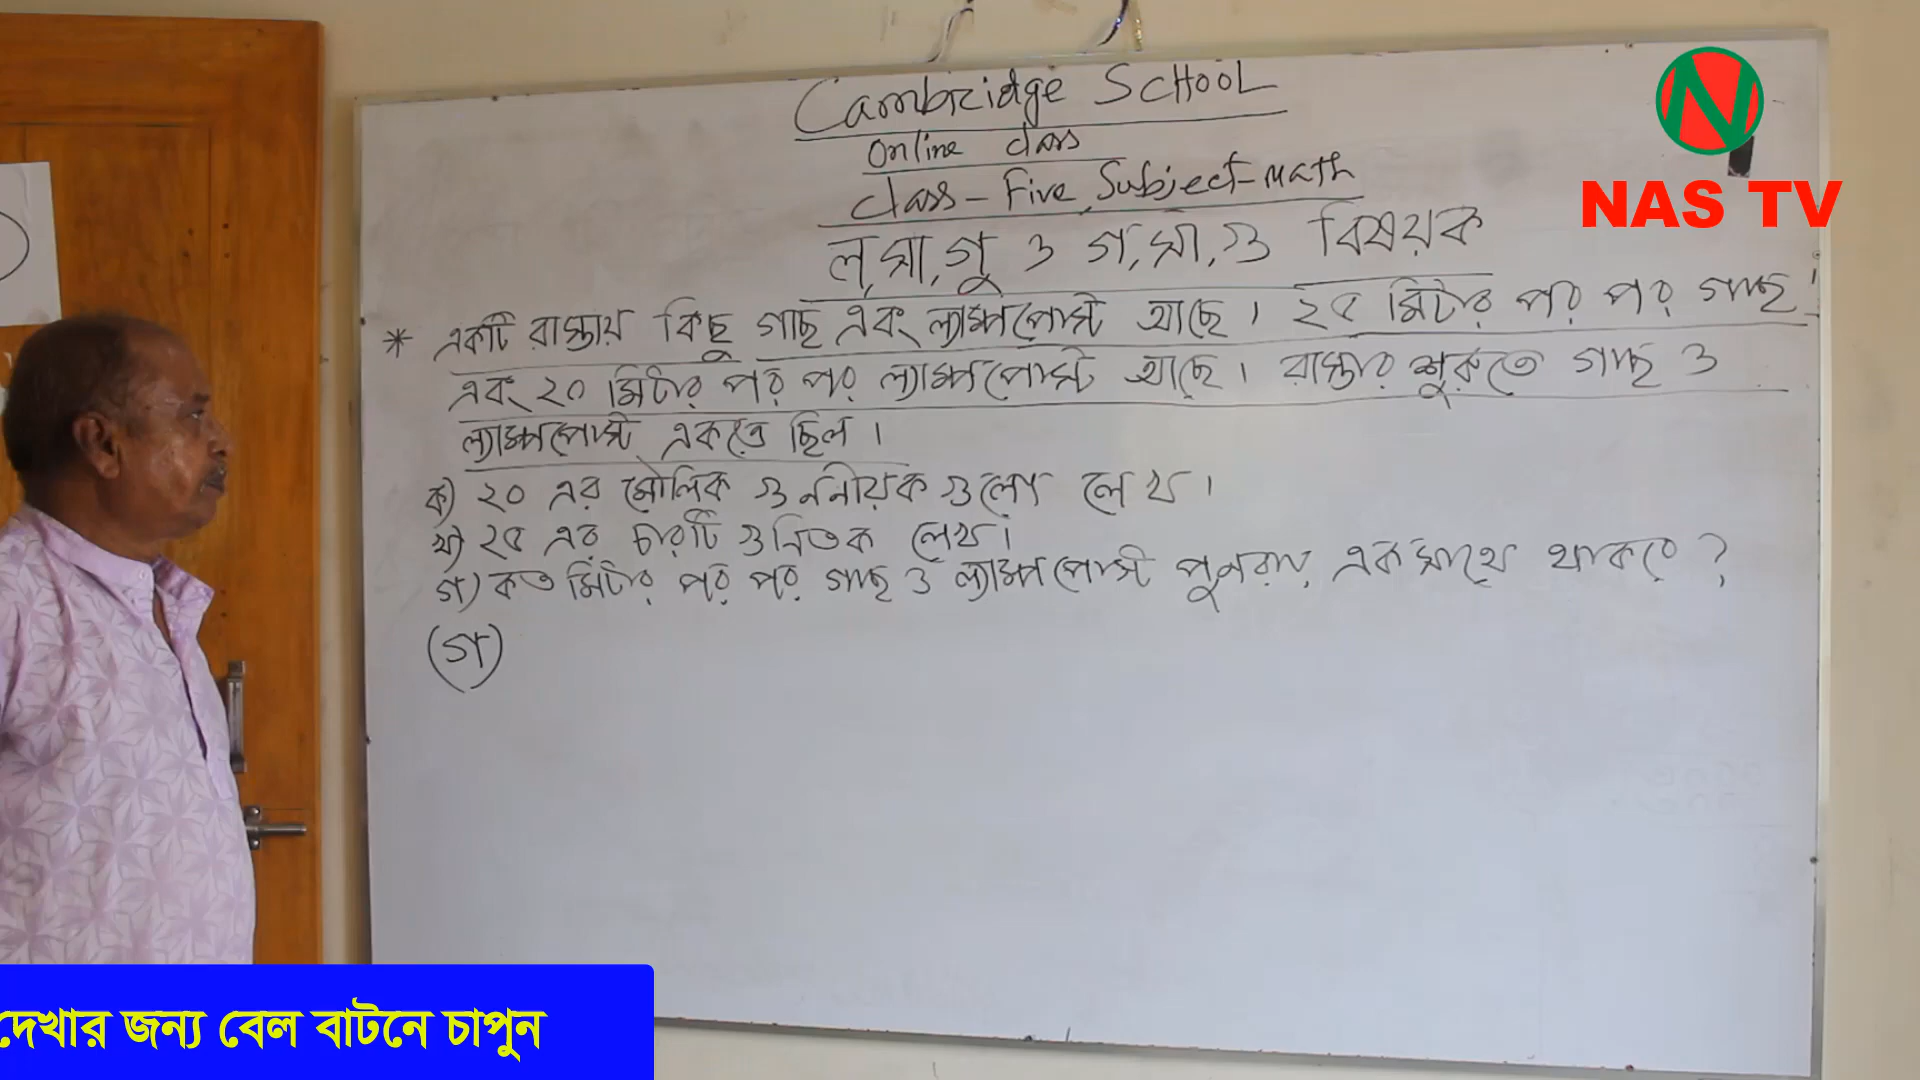 Cambridge SCHOOL
Online class
Class - Five, Subject - math
ল,সা,গু ও গ,সা,গু বিষয়ক
* একটি রাস্তায় কিছু গাছ এবং ল্যাম্পপোস্ট আছে। ২৫ মিটার পর পর গাছ
এবং ২০ মিটার পর পর ল্যাম্পপোস্ট আছে। রাস্তার শুরুতে গাছ ও
ল্যাম্পপোস্ট একত্রে ছিল।
ক) ২০ এর মৌলিক গুননীয়ক গুলো লেখ।
খ) ২৫ এর চারটি গুনিতক লেখ।
গ) কত মিটার পর পর গাছ ও ল্যাম্পপোস্ট পুনরায় একসাথে থাকবে?
(গ)
N
NAS TV
দেখার জন্য বেল বাটনে চাপুন